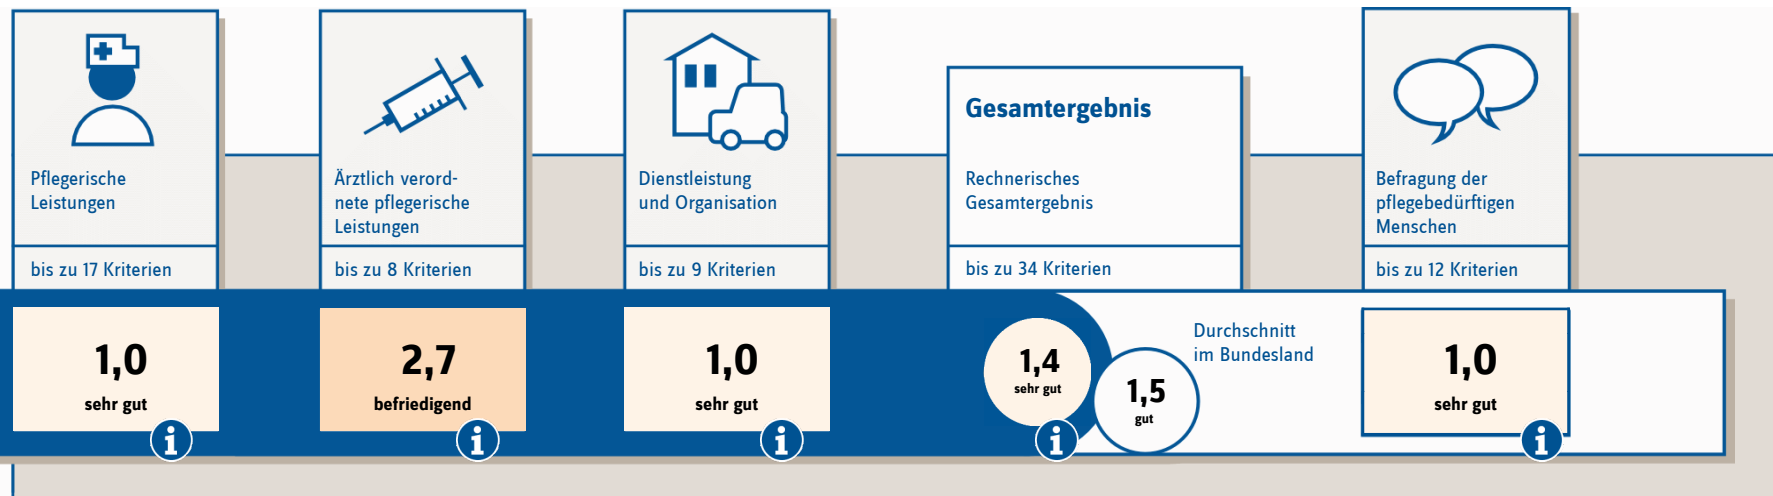 Pflegerische
Leistungen
bis zu 17 Kriterien
1,0
sehr gut
i
Ärztlich verord-
nete pflegerische
Leistungen
bis zu 8 Kriterien
2,7
befriedigend
i
Dienstleistung
und Organisation
bis zu 9 Kriterien
1,0
sehr gut
i
Gesamtergebnis
Rechnerisches
Gesamtergebnis
bis zu 34 Kriterien
1,4
sehr gut
i
1,5
gut
Durchschnitt
im Bundesland
Befragung der
pflegebedürftigen
Menschen
bis zu 12 Kriterien
1,0
sehr gut
i